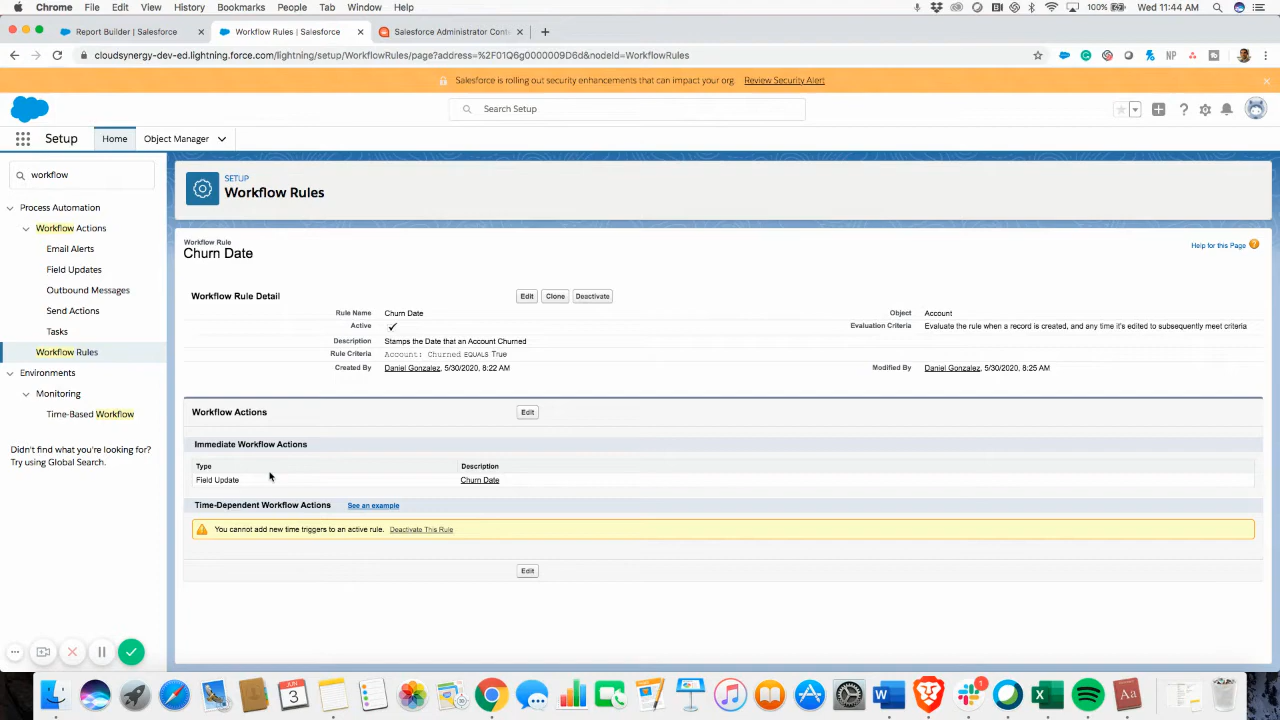 Chrome File Edit View History Bookmarks People Tab Window Help 100% Wed 11:44 AM
Report Builder | Salesforce × Workflow Rules | Salesforce × Salesforce Administrator Cont ×
cloudsynergy-dev-ed.lightning.force.com/lightning/setup/WorkflowRules/page?address=%2F01Q6g0000009D6d&nodeId=WorkflowRules
Salesforce is rolling out security enhancements that can impact your org. Review Security Alert
Search Setup
Setup Home Object Manager
workflow
Process Automation
Workflow Actions
Email Alerts
Field Updates
Outbound Messages
Send Actions
Tasks
Workflow Rules
Environments
Monitoring
Time-Based Workflow
Didn't find what you're looking for?
Try using Global Search.
SETUP
Workflow Rules
Workflow Rule
Churn Date
Help for this Page
Workflow Rule Detail Edit Clone Deactivate
Rule Name Churn Date Object Account
Active Evaluation Criteria Evaluate the rule when a record is created, and any time it's edited to subsequently meet criteria
Description Stamps the Date that an Account Churned
Rule Criteria Account: Churned EQUALS True
Created By Daniel Gonzalez, 5/30/2020, 8:22 AM Modified By Daniel Gonzalez, 5/30/2020, 8:25 AM
Workflow Actions Edit
Immediate Workflow Actions
Type Description
Field Update Churn Date
Time-Dependent Workflow Actions See an example
You cannot add new time triggers to an active rule. Deactivate This Rule
Edit
JUN
3
1
Aa